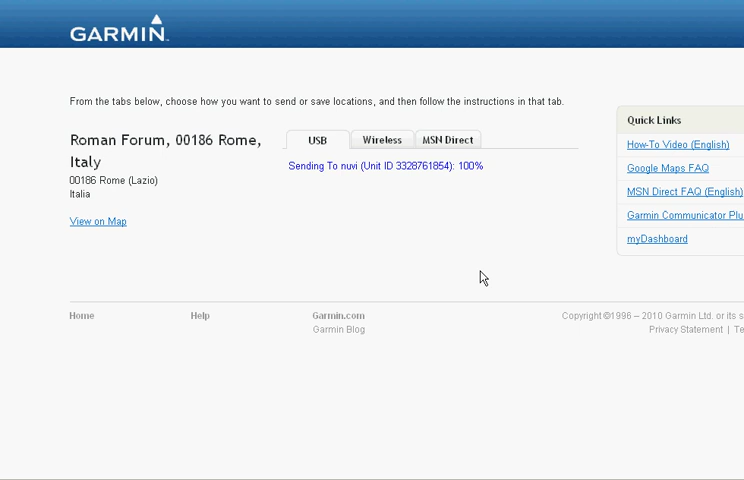 GARMIN
From the tabs below, choose how you want to send or save locations, and then follow the instructions in that tab.
Roman Forum, 00186 Rome,
Italy
00186 Rome (Lazio)
Italia
View on Map
USB Wireless MSN Direct
Sending To nuvi (Unit ID 3328761854): 100%
Quick Links
How-To Video (English)
Google Maps FAQ
MSN Direct FAQ (English)
Garmin Communicator Plu
myDashboard
Home Help Garmin.com
Garmin Blog
Copyright ©1996 – 2010 Garmin Ltd. or its s
Privacy Statement | Te